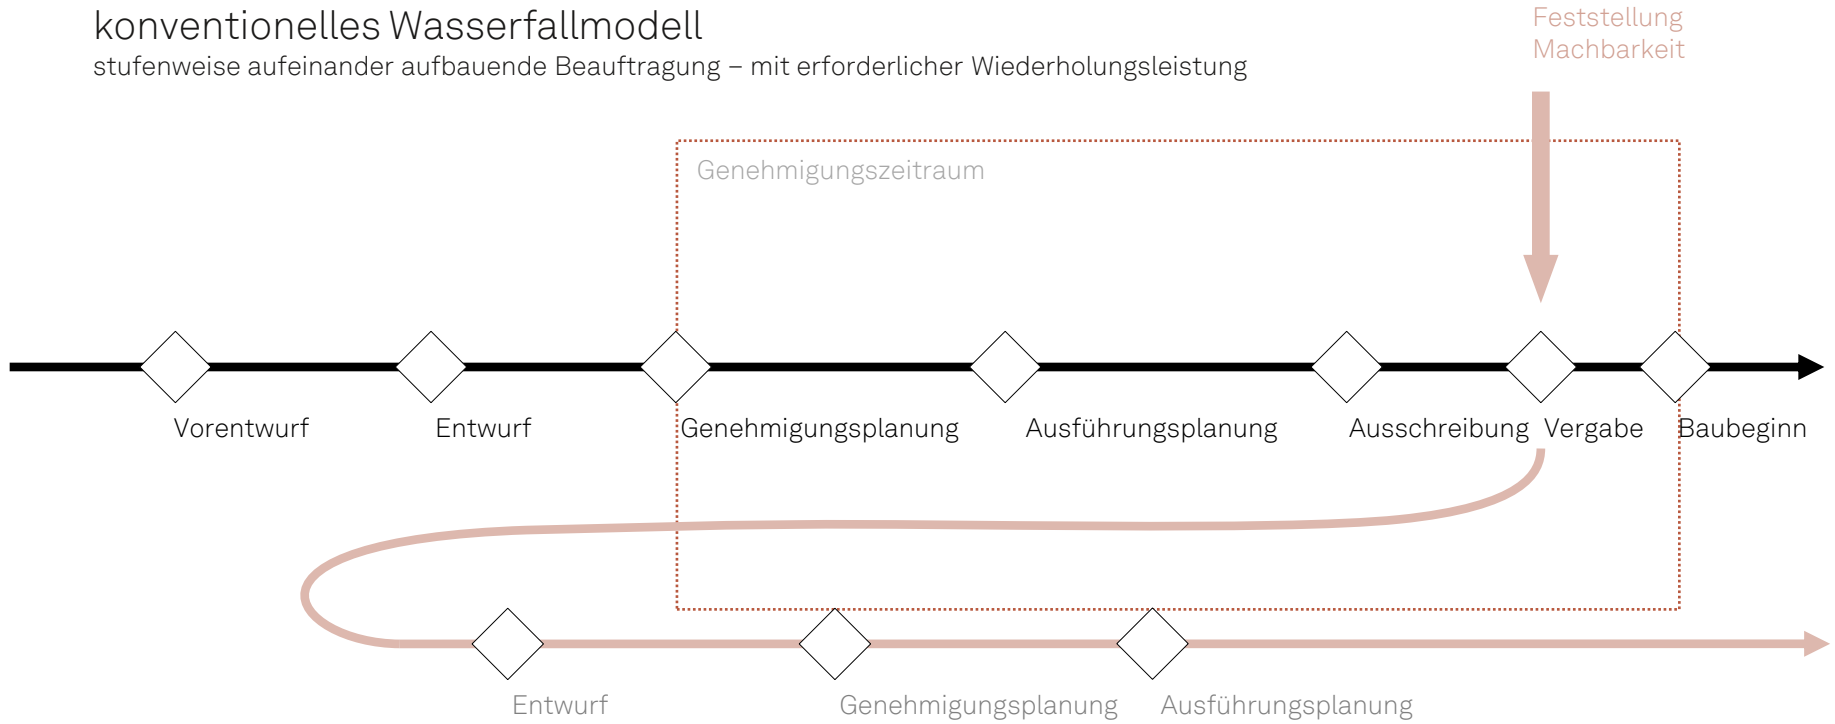 konventionelles Wasserfallmodell
stufenweise aufeinander aufbauende Beauftragung – mit erforderlicher Wiederholungsleistung
Feststellung
Machbarkeit
Genehmigungszeitraum
Vorentwurf
Entwurf
Genehmigungsplanung
Ausführungsplanung
Ausschreibung
Vergabe
Baubeginn
Entwurf
Genehmigungsplanung
Ausführungsplanung